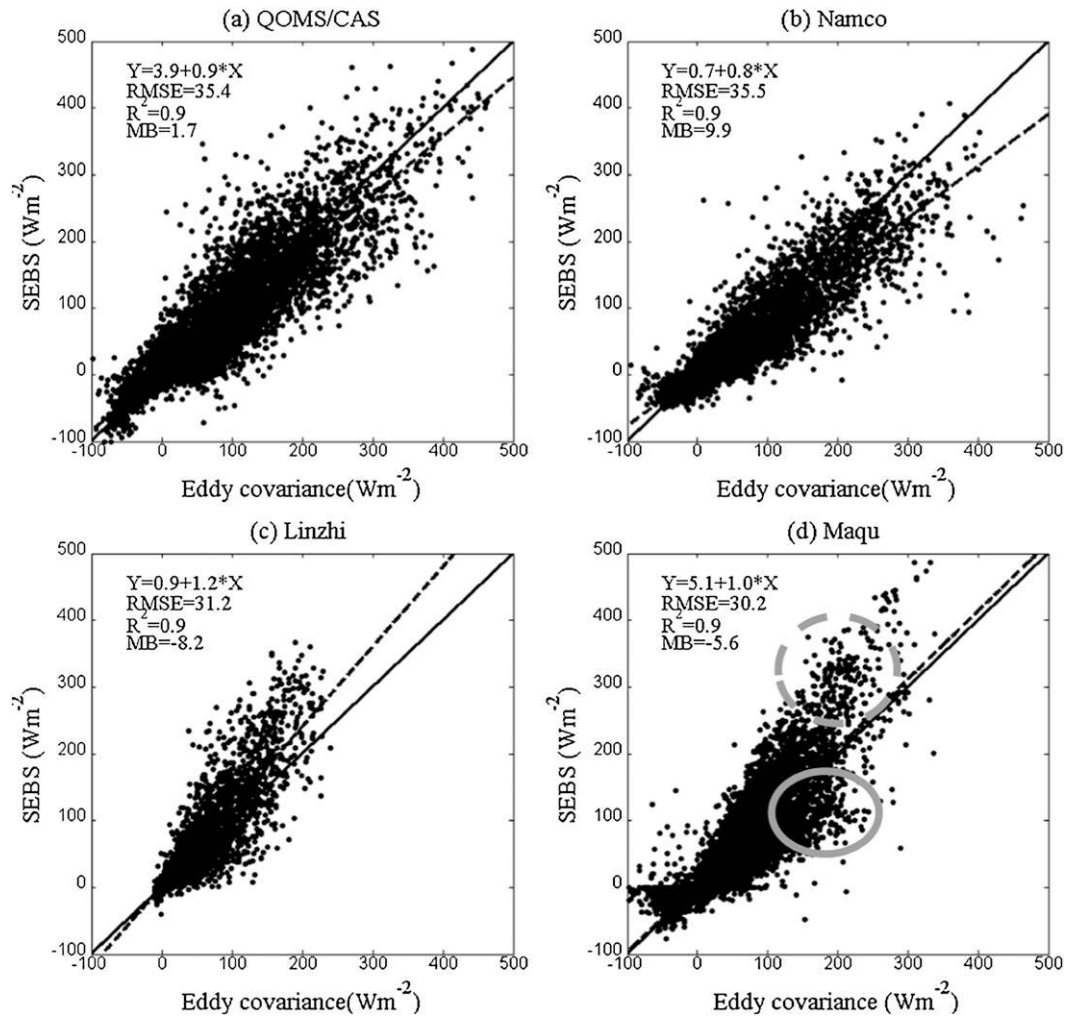 (a) QOMS/CAS
Y=3.9+0.9*X
RMSE=35.4
R²=0.9
MB=1.7
500
400
300
200
100
0
-100
SEBS (Wm⁻²)
-100 0 100 200 300 400 500
Eddy covariance(Wm⁻²)
(b) Namco
Y=0.7+0.8*X
RMSE=35.5
R²=0.9
MB=9.9
500
400
300
200
100
0
-100
SEBS (Wm⁻²)
-100 0 100 200 300 400 500
Eddy covariance(Wm⁻²)
(c) Linzhi
Y=0.9+1.2*X
RMSE=31.2
R²=0.9
MB=-8.2
500
400
300
200
100
0
-100
SEBS (Wm⁻²)
-100 0 100 200 300 400 500
Eddy covariance(Wm⁻²)
(d) Maqu
Y=5.1+1.0*X
RMSE=30.2
R²=0.9
MB=-5.6
500
400
300
200
100
0
-100
SEBS (Wm⁻²)
-100 0 100 200 300 400 500
Eddy covariance (Wm⁻²)